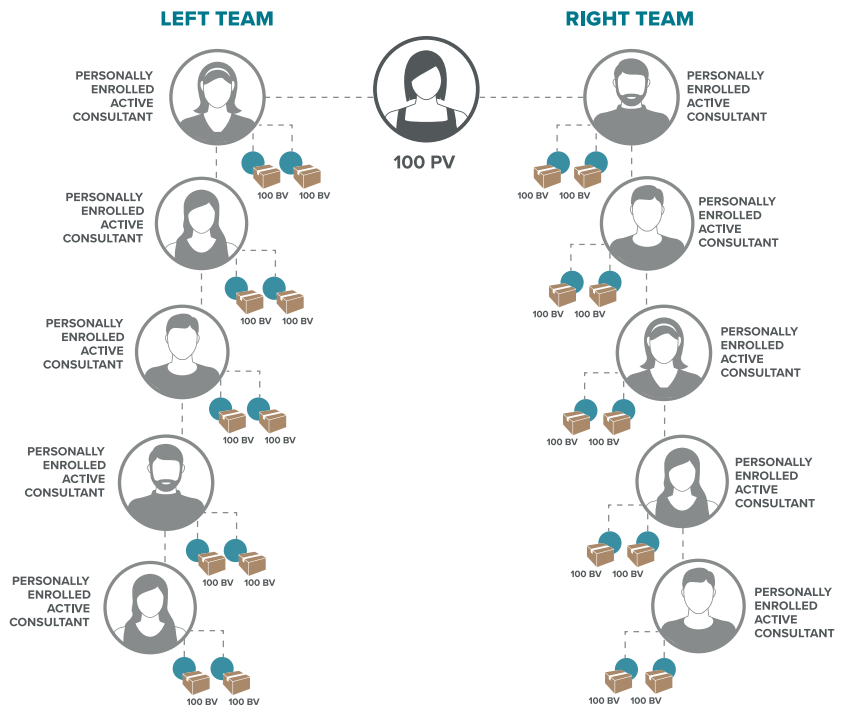 LEFT TEAM
RIGHT TEAM
PERSONALLY
ENROLLED
ACTIVE
CONSULTANT
100 PV
PERSONALLY
ENROLLED
ACTIVE
CONSULTANT
100 BV 100 BV
100 BV 100 BV
PERSONALLY
ENROLLED
ACTIVE
CONSULTANT
PERSONALLY
ENROLLED
ACTIVE
CONSULTANT
100 BV 100 BV
100 BV 100 BV
PERSONALLY
ENROLLED
ACTIVE
CONSULTANT
PERSONALLY
ENROLLED
ACTIVE
CONSULTANT
100 BV 100 BV
100 BV 100 BV
PERSONALLY
ENROLLED
ACTIVE
CONSULTANT
PERSONALLY
ENROLLED
ACTIVE
CONSULTANT
100 BV 100 BV
100 BV 100 BV
PERSONALLY
ENROLLED
ACTIVE
CONSULTANT
PERSONALLY
ENROLLED
ACTIVE
CONSULTANT
100 BV 100 BV
100 BV 100 BV